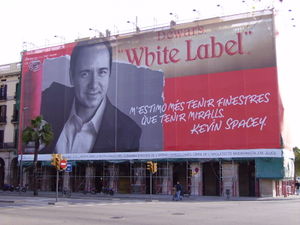 Dewar's
"White Label"
M'ESTIMO MÉS TENIR FINESTRES
QUE TENIR MIRALLS.
KEVIN SPACEY